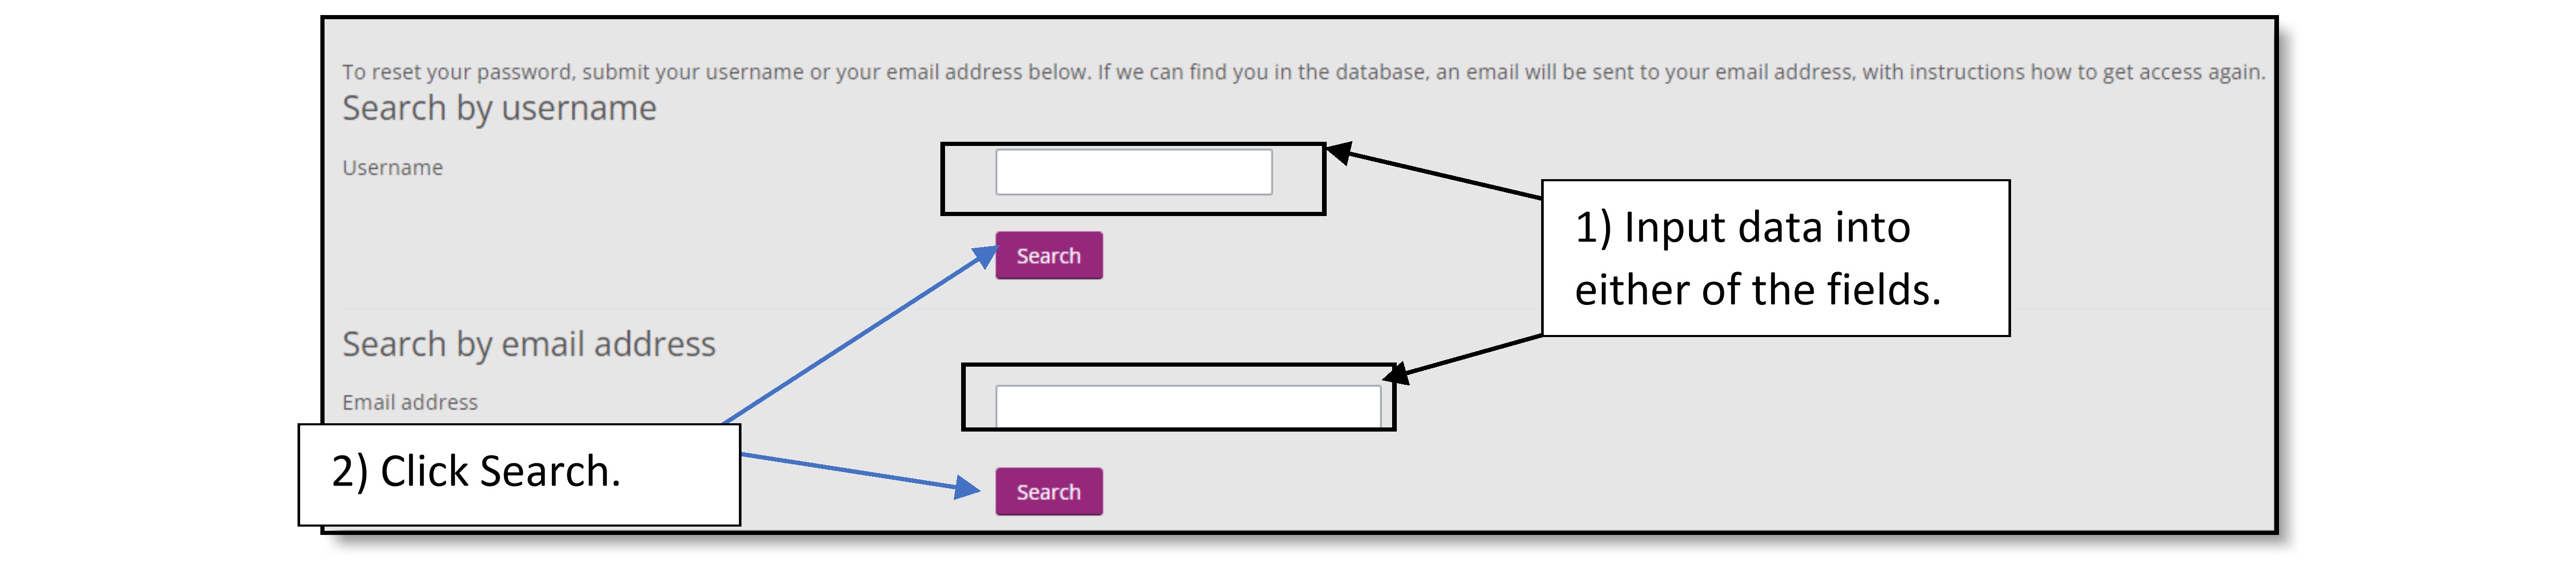 To reset your password, submit your username or your email address below. If we can find you in the database, an email will be sent to your email address, with instructions how to get access again.
Search by username
Username
Search
1) Input data into
either of the fields.
Search by email address
Email address
2) Click Search.
Search